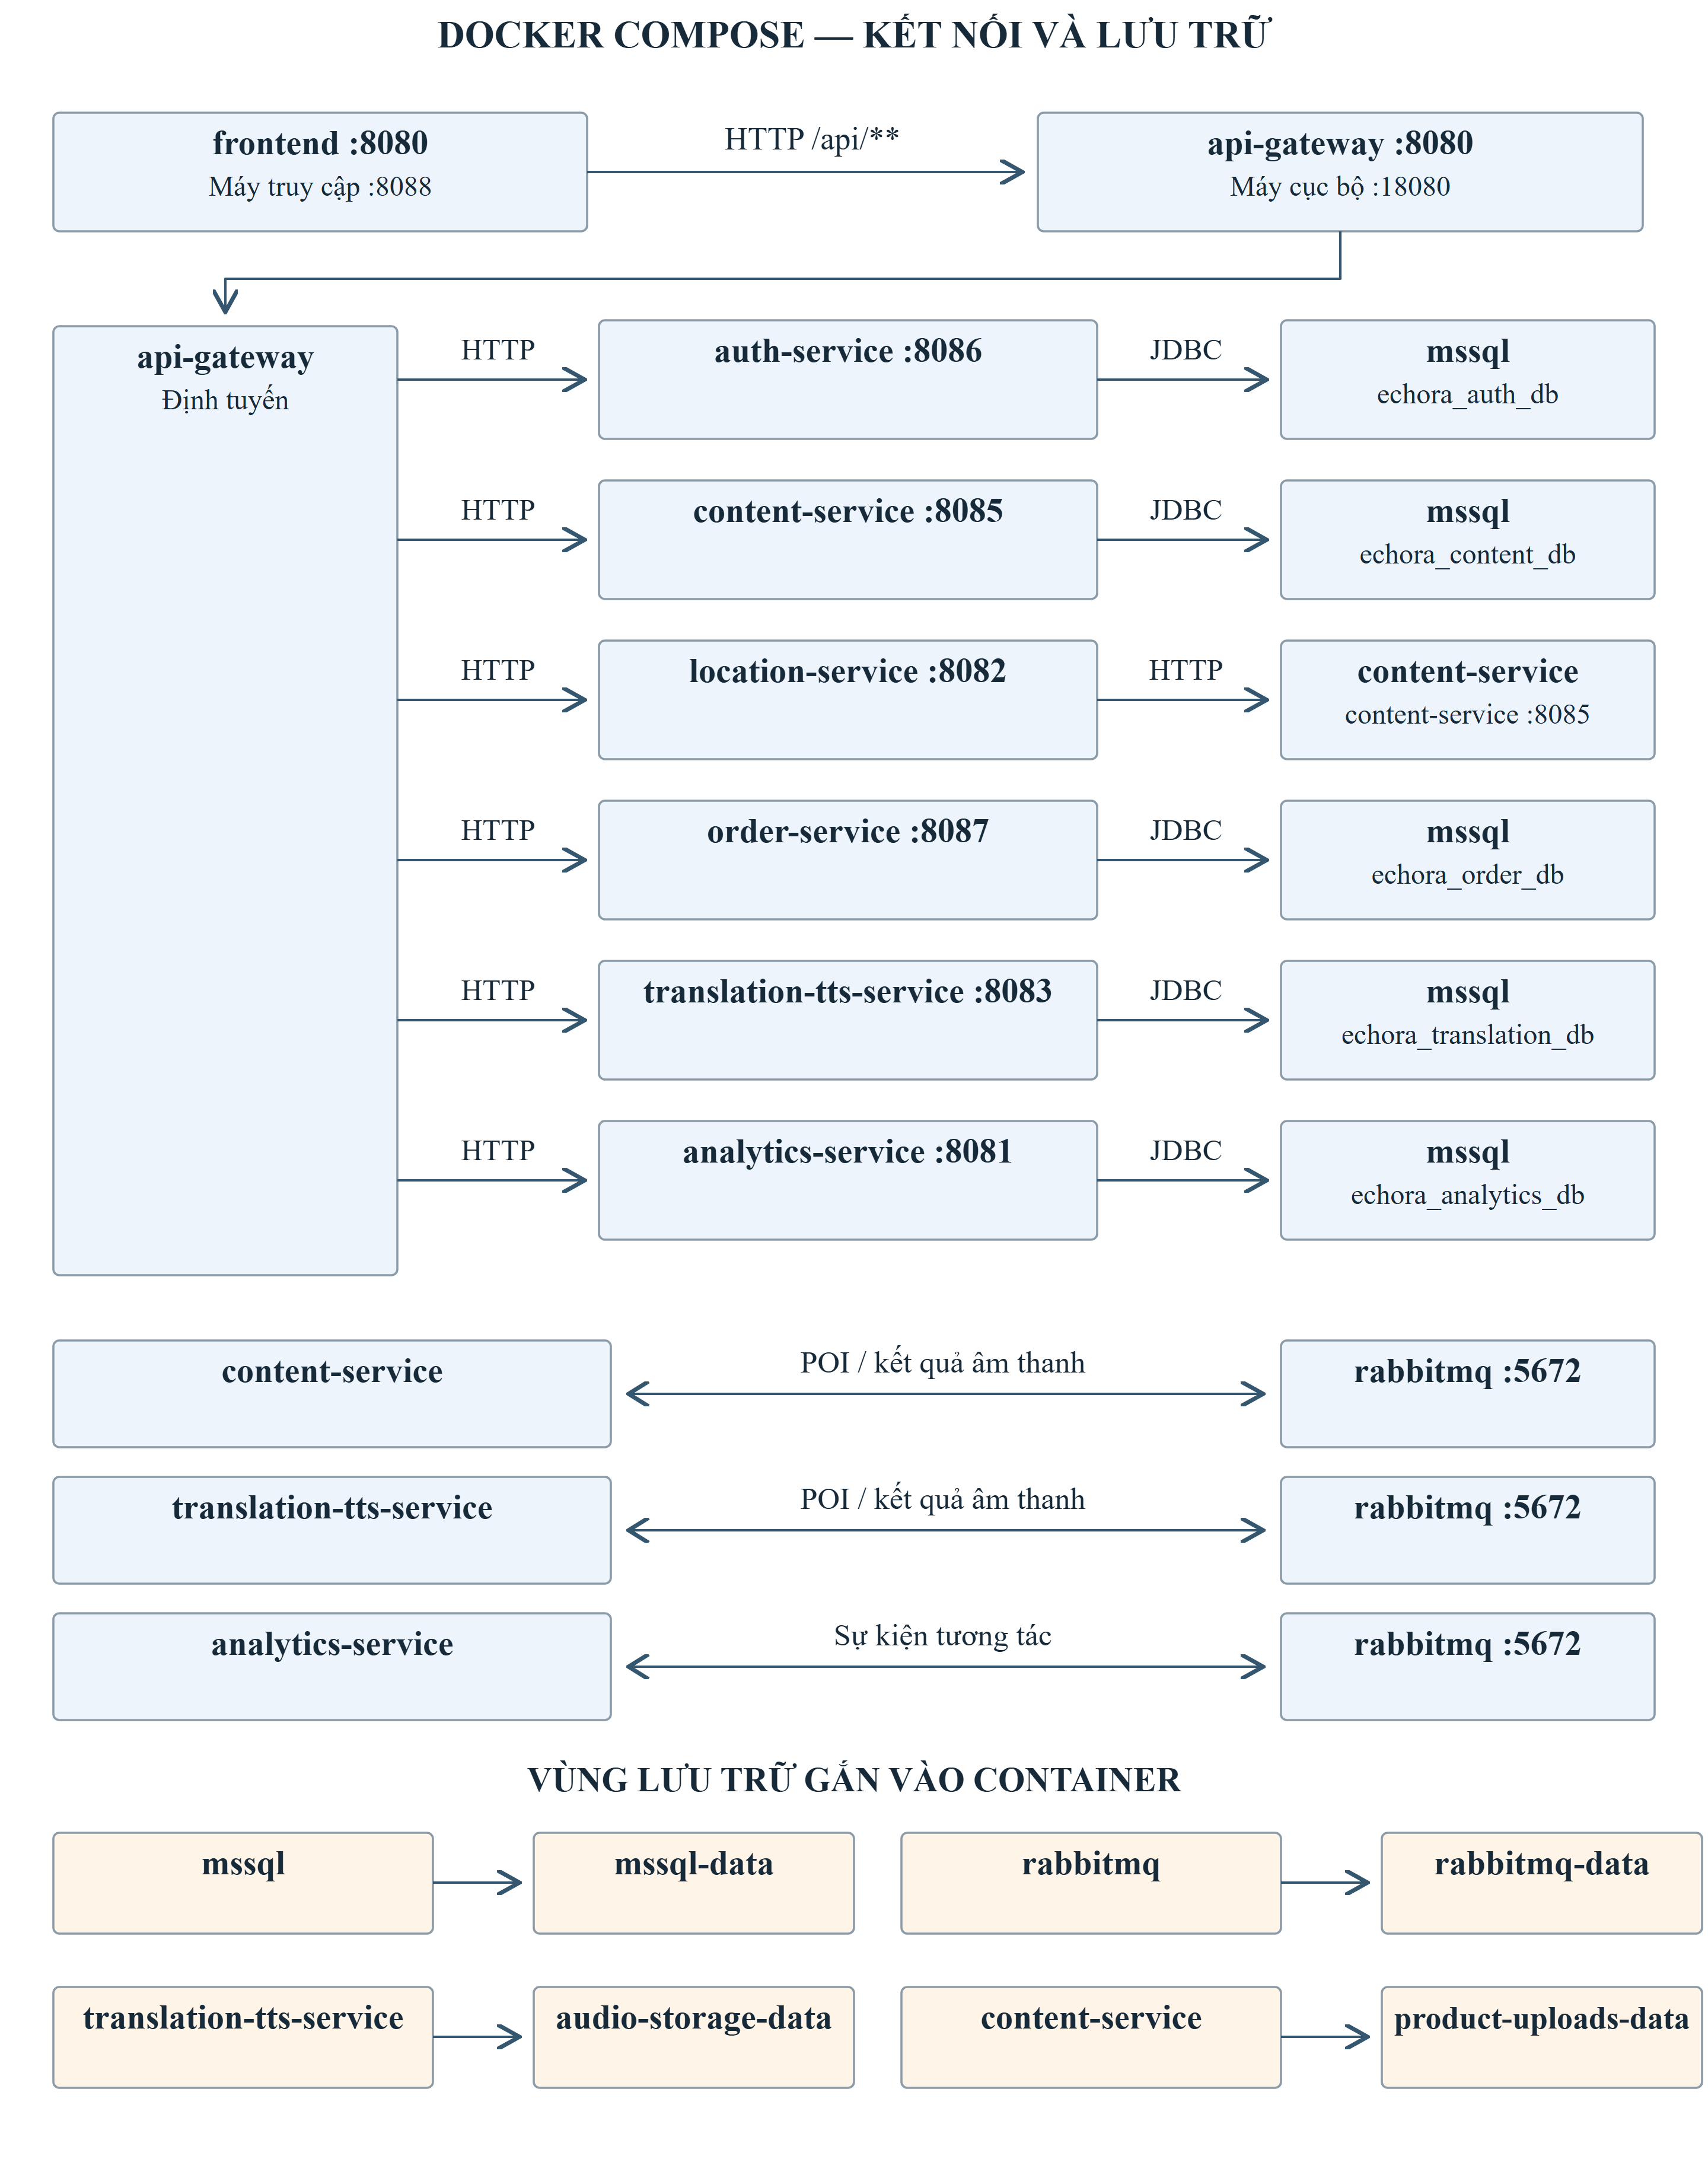 DOCKER COMPOSE — KẾT NỐI VÀ LƯU TRỮ
frontend :8080
Máy truy cập :8088
HTTP /api/**
api-gateway :8080
Máy cục bộ :18080
api-gateway
Định tuyến
HTTP
auth-service :8086
JDBC
mssql
echora_auth_db
HTTP
content-service :8085
JDBC
mssql
echora_content_db
HTTP
location-service :8082
HTTP
content-service
content-service :8085
HTTP
order-service :8087
JDBC
mssql
echora_order_db
HTTP
translation-tts-service :8083
JDBC
mssql
echora_translation_db
HTTP
analytics-service :8081
JDBC
mssql
echora_analytics_db
content-service
POI / kết quả âm thanh
rabbitmq :5672
translation-tts-service
POI / kết quả âm thanh
rabbitmq :5672
analytics-service
Sự kiện tương tác
rabbitmq :5672
VÙNG LƯU TRỮ GẮN VÀO CONTAINER
mssql
mssql-data
rabbitmq
rabbitmq-data
translation-tts-service
audio-storage-data
content-service
product-uploads-data